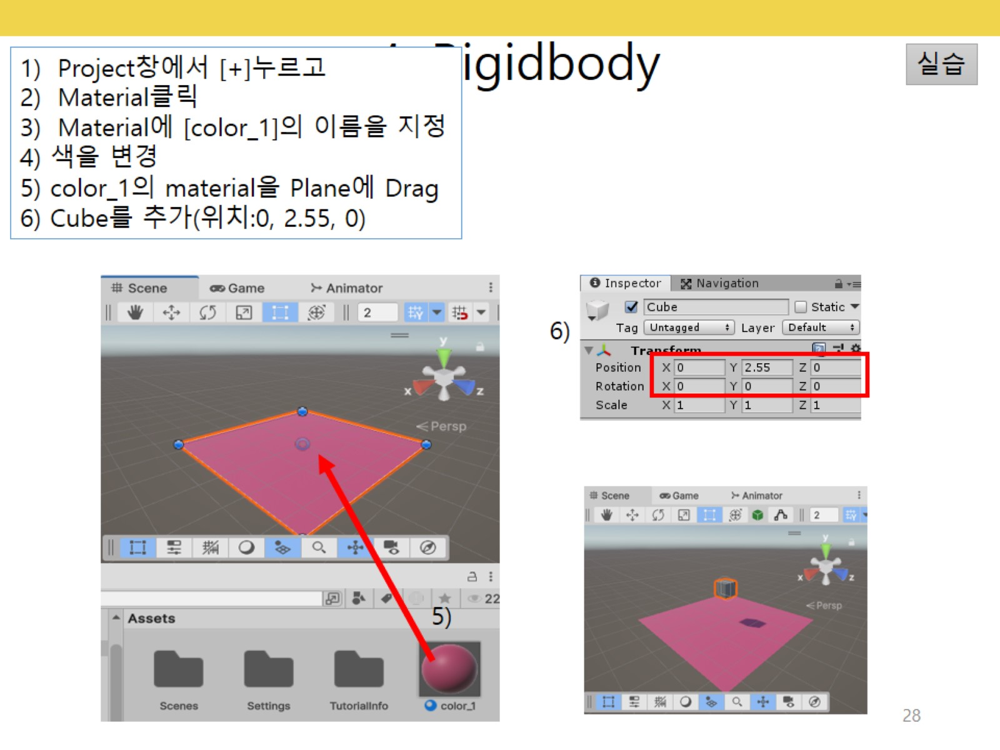 igidbody
실습
1) Project창에서 [+]누르고
2) Material클릭
3) Material에 [color_1]의 이름을 지정
4) 색을 변경
5) color_1의 material을 Plane에 Drag
6) Cube를 추가(위치:0, 2.55, 0)
Scene Game Animator
2
y
x z
Persp
22
Assets
5)
Scenes Settings TutorialInfo color_1
6)
Inspector Navigation
Cube Static
Tag Untagged Layer Default
Transform
Position X 0 Y 2.55 Z 0
Rotation X 0 Y 0 Z 0
Scale X 1 Y 1 Z 1
Scene Game Animator
2
y
x z
Persp
28